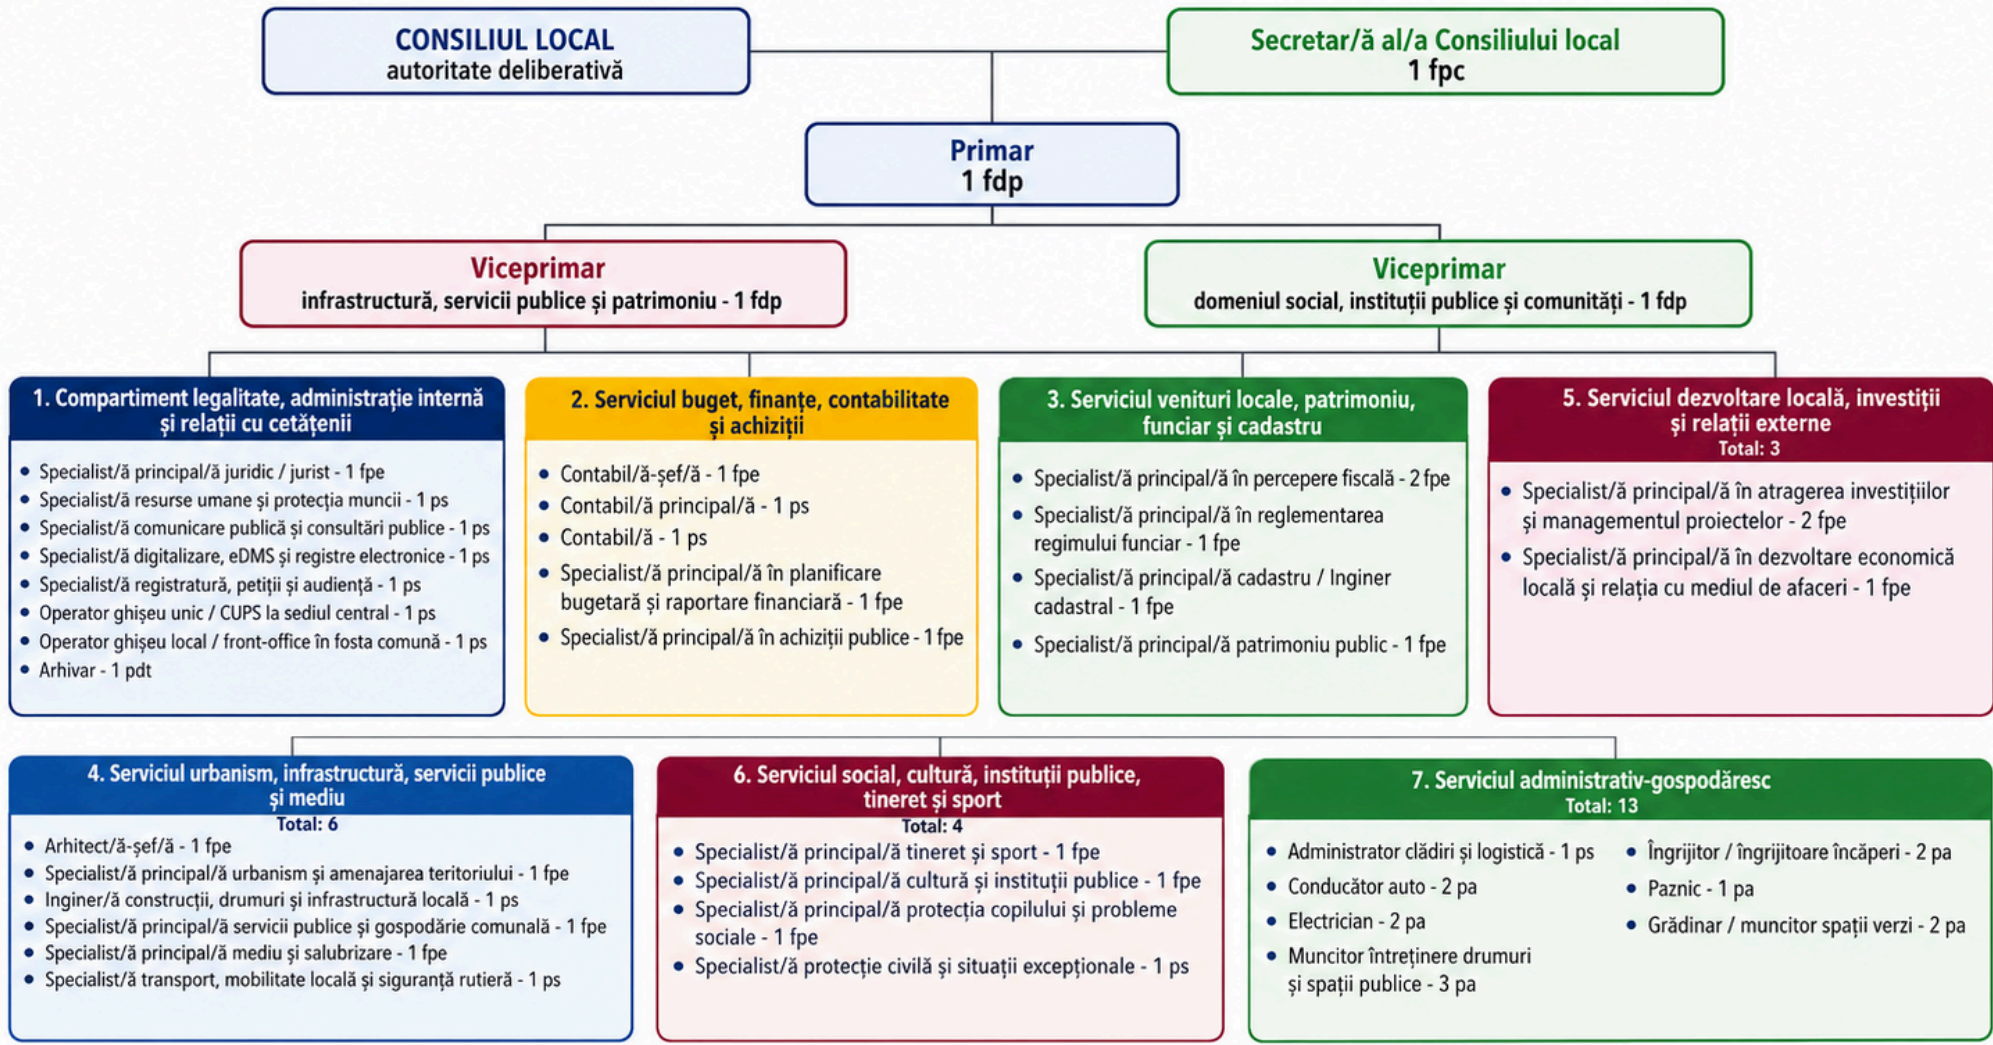 CONSILIUL LOCAL
autoritate deliberativă
Secretar/ă al/a Consiliului local
1 fpc
Primar
1 fdp
Viceprimar
infrastructură, servicii publice și patrimoniu - 1 fdp
Viceprimar
domeniul social, instituții publice și comunități - 1 fdp
1. Compartiment legalitate, administrație internă
și relații cu cetățenii
• Specialist/ă principal/ă juridic / jurist - 1 fpe
• Specialist/ă resurse umane și protecția muncii - 1 ps
• Specialist/ă comunicare publică și consultări publice - 1 ps
• Specialist/ă digitalizare, eDMS și registre electronice - 1 ps
• Specialist/ă registratură, petiții și audiență - 1 ps
• Operator ghișeu unic / CUPS la sediul central - 1 ps
• Operator ghișeu local / front-office în fosta comună - 1 ps
• Arhivar - 1 pdt
2. Serviciul buget, finanțe, contabilitate
și achiziții
• Contabil/ă-șef/ă - 1 fpe
• Contabil/ă principal/ă - 1 ps
• Contabil/ă - 1 ps
• Specialist/ă principal/ă în planificare
bugetară și raportare financiară - 1 fpe
• Specialist/ă principal/ă în achiziții publice - 1 fpe
3. Serviciul venituri locale, patrimoniu,
funciar și cadastru
• Specialist/ă principal/ă în percepere fiscală - 2 fpe
• Specialist/ă principal/ă în reglementarea
regimului funciar - 1 fpe
• Specialist/ă principal/ă cadastru / Inginer
cadastral - 1 fpe
• Specialist/ă principal/ă patrimoniu public - 1 fpe
5. Serviciul dezvoltare locală, investiții
și relații externe
Total: 3
• Specialist/ă principal/ă în atragerea investițiilor
și managementul proiectelor - 2 fpe
• Specialist/ă principal/ă în dezvoltare economică
locală și relația cu mediul de afaceri - 1 fpe
4. Serviciul urbanism, infrastructură, servicii publice
și mediu
Total: 6
• Arhitect/ă-șef/ă - 1 fpe
• Specialist/ă principal/ă urbanism și amenajarea teritoriului - 1 fpe
• Inginer/ă construcții, drumuri și infrastructură locală - 1 ps
• Specialist/ă principal/ă servicii publice și gospodărie comunală - 1 fpe
• Specialist/ă principal/ă mediu și salubrizare - 1 fpe
• Specialist/ă transport, mobilitate locală și siguranță rutieră - 1 ps
6. Serviciul social, cultură, instituții publice,
tineret și sport
Total: 4
• Specialist/ă principal/ă tineret și sport - 1 fpe
• Specialist/ă principal/ă cultură și instituții publice - 1 fpe
• Specialist/ă principal/ă protecția copilului și probleme
sociale - 1 fpe
• Specialist/ă protecție civilă și situații excepționale - 1 ps
7. Serviciul administrativ-gospodăresc
Total: 13
• Administrator clădiri și logistică - 1 ps
• Conducător auto - 2 pa
• Electrician - 2 pa
• Muncitor întreținere drumuri
și spații publice - 3 pa
• Îngrijitor / îngrijitoare încăperi - 2 pa
• Paznic - 1 pa
• Grădinar / muncitor spații verzi - 2 pa